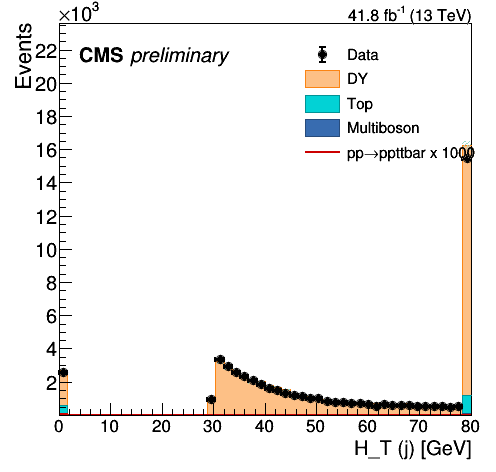 ×10³
41.8 fb⁻¹ (13 TeV)
Events
CMS preliminary
Data
DY
Top
Multiboson
pp→ppttbar x 1000
22
20
18
16
14
12
10
8
6
4
2
0 10 20 30 40 50 60 70 80
H_T (j) [GeV]